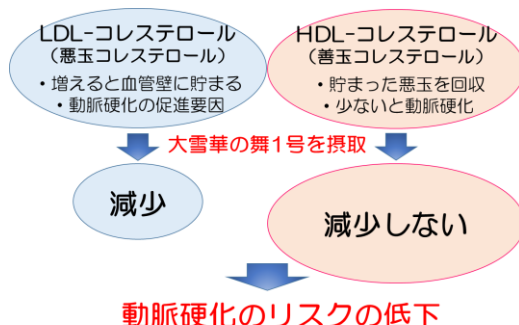 LDL-コレステロール
（悪玉コレステロール）
・増えると血管壁に貯まる
・動脈硬化の促進要因
HDL-コレステロール
（善玉コレステロール）
・貯まった悪玉を回収
・少ないと動脈硬化
大雪華の舞1号を摂取
減少
減少しない
動脈硬化のリスクの低下